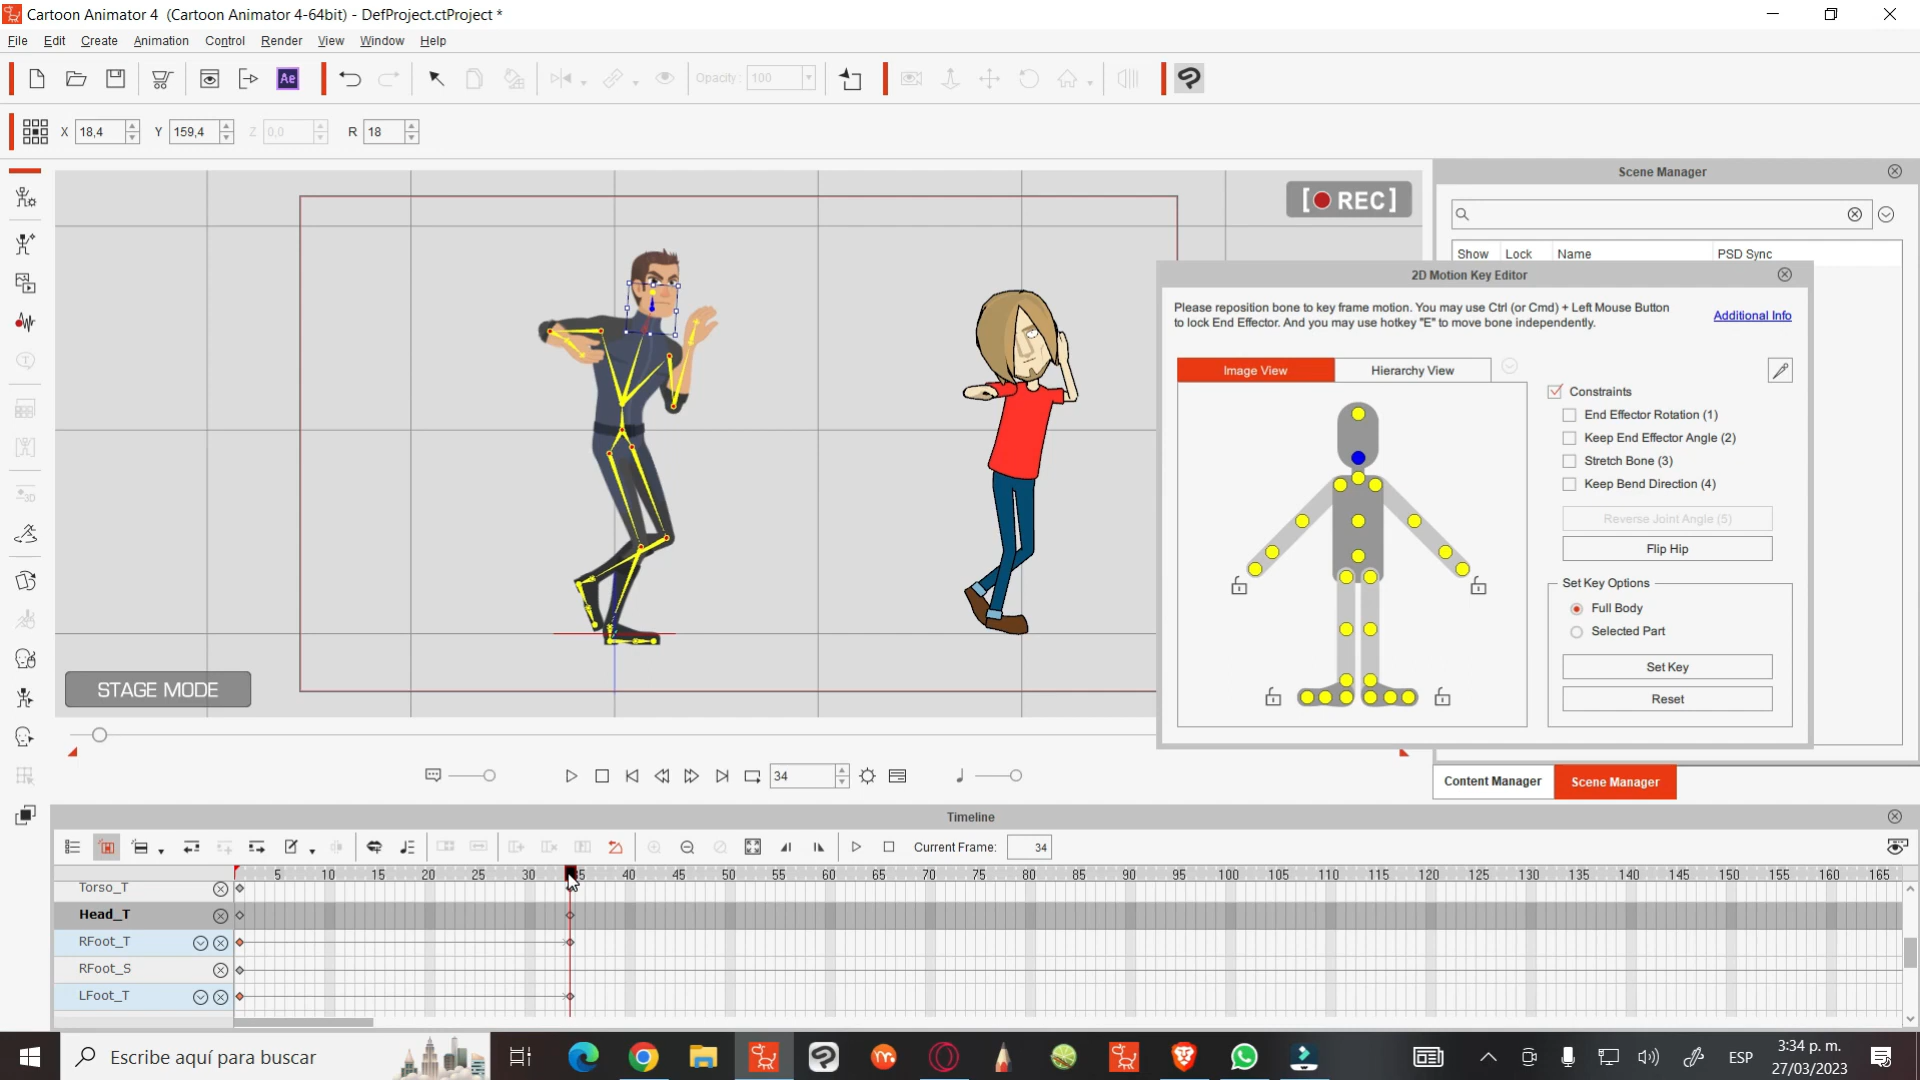 Cartoon Animator 4 (Cartoon Animator 4-64bit) - DefProject.ctProject *
File Edit Create Animation Control Render View Window Help
Ae
Opacity: 100
X 18,4 Y 159,4 Z 0,0 R 18
[ REC]
Scene Manager
Show Lock Name PSD Sync
2D Motion Key Editor
Please reposition bone to key frame motion. You may use Ctrl (or Cmd) + Left Mouse Button
to lock End Effector. And you may use hotkey "E" to move bone independently.
Additional Info
Image View Hierarchy View
Constraints
End Effector Rotation (1)
Keep End Effector Angle (2)
Stretch Bone (3)
Keep Bend Direction (4)
Reverse Joint Angle (5)
Flip Hip
Set Key Options
Full Body
Selected Part
Set Key
Reset
STAGE MODE
34
Content Manager Scene Manager
Timeline
Current Frame: 34
5 10 15 20 25 30 35 40 45 50 55 60 65 70 75 80 85 90 95 100 105 110 115 120 125 130 135 140 145 150 155 160 165
Torso_T
Head_T
RFoot_T
RFoot_S
LFoot_T
Escribe aquí para buscar
ESP
3:34 p. m.
27/03/2023